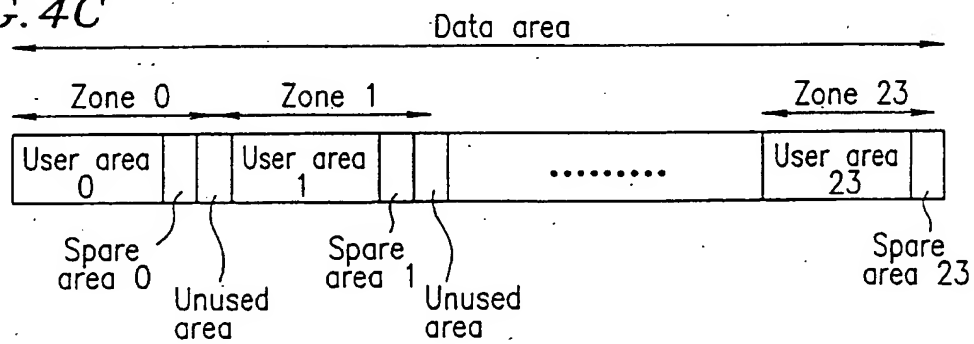 G. 4C
Data area
Zone 0
Zone 1
Zone 23
User area
0
User area
1
.........
User area
23
Spare
area 0
Unused
area
Spare
area 1
Unused
area
Spare
area 23